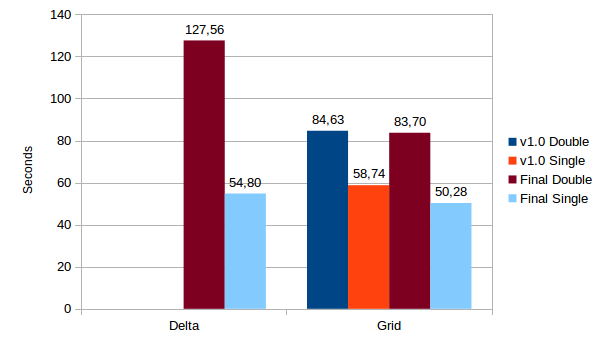 140
120
100
80
60
40
20
0
Seconds
127,56
54,80
84,63
58,74
83,70
50,28
Delta
Grid
v1.0 Double
v1.0 Single
Final Double
Final Single